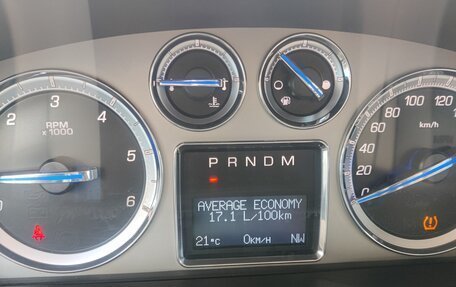 2 3 4 5 6
RPM
x 1000
P R N D M
AVERAGE ECONOMY
17.1 L/100km
21°C 0км/н NW
0 20 40 60 80 100 120
km/h